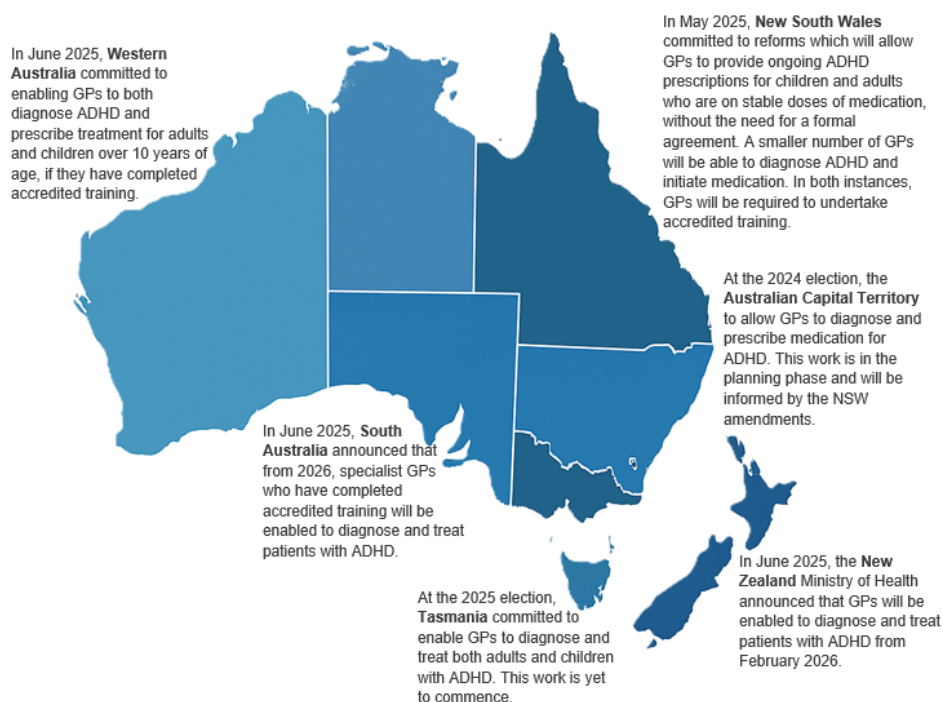 In June 2025, Western
Australia committed to
enabling GPs to both
diagnose ADHD and
prescribe treatment for adults
and children over 10 years of
age, if they have completed
accredited training.
In May 2025, New South Wales
committed to reforms which will allow
GPs to provide ongoing ADHD
prescriptions for children and adults
who are on stable doses of medication,
without the need for a formal
agreement. A smaller number of GPs
will be able to diagnose ADHD and
initiate medication. In both instances,
GPs will be required to undertake
accredited training.
At the 2024 election, the
Australian Capital Territory
to allow GPs to diagnose and
prescribe medication for
ADHD. This work is in the
planning phase and will be
informed by the NSW
amendments.
In June 2025, South
Australia announced that
from 2026, specialist GPs
who have completed
accredited training will be
enabled to diagnose and treat
patients with ADHD.
At the 2025 election,
Tasmania committed to
enable GPs to diagnose and
treat both adults and children
with ADHD. This work is yet
to commence.
In June 2025, the New
Zealand Ministry of Health
announced that GPs will be
enabled to diagnose and treat
patients with ADHD from
February 2026.